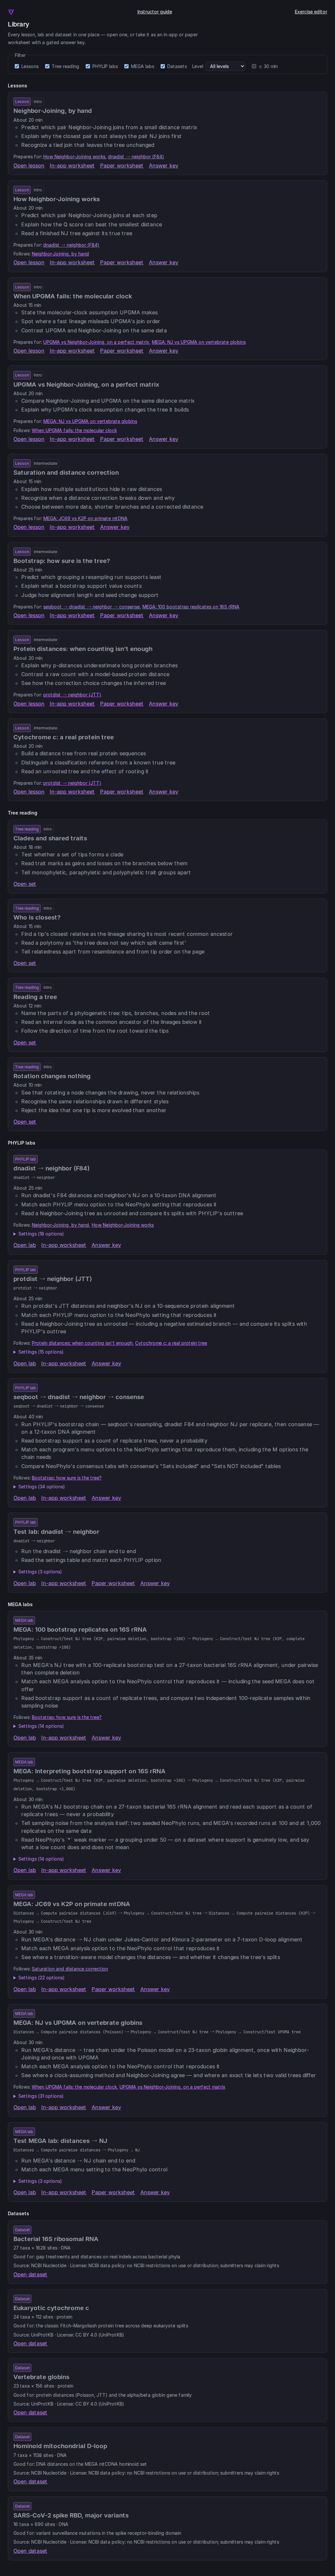 Instructor guide
Exercise editor
Library
Every lesson, lab and dataset in one place — open one, or take it as an in-app or paper
worksheet with a gated answer key.
Filter
Lessons Tree reading PHYLIP labs MEGA labs Datasets Level All levels ≤ 30 min
Lessons
Lesson Intro
Neighbor-Joining, by hand
About 20 min
Predict which pair Neighbor-Joining joins from a small distance matrix
Explain why the closest pair is not always the pair NJ joins first
Recognise a tied join that leaves the tree unchanged
Prepares for: How Neighbor-Joining works, dnadist → neighbor (F84)
Open lesson In-app worksheet Paper worksheet Answer key
Lesson Intro
How Neighbor-Joining works
About 20 min
Predict which pair Neighbor-Joining joins at each step
Explain how the Q score can beat the smallest distance
Read a finished NJ tree against its true tree
Prepares for: dnadist → neighbor (F84)
Follows: Neighbor-Joining, by hand
Open lesson In-app worksheet Paper worksheet Answer key
Lesson Intro
When UPGMA fails: the molecular clock
About 15 min
State the molecular-clock assumption UPGMA makes
Spot where a fast lineage misleads UPGMA's join order
Contrast UPGMA and Neighbor-Joining on the same data
Prepares for: UPGMA vs Neighbor-Joining, on a perfect matrix, MEGA: NJ vs UPGMA on vertebrate globins
Open lesson In-app worksheet Paper worksheet Answer key
Lesson Intro
UPGMA vs Neighbor-Joining, on a perfect matrix
About 20 min
Compare Neighbor-Joining and UPGMA on the same distance matrix
Explain why UPGMA's clock assumption changes the tree it builds
Prepares for: MEGA: NJ vs UPGMA on vertebrate globins
Follows: When UPGMA fails: the molecular clock
Open lesson In-app worksheet Paper worksheet Answer key
Lesson Intermediate
Saturation and distance correction
About 15 min
Explain how multiple substitutions hide in raw distances
Recognise when a distance correction breaks down and why
Choose between more data, shorter branches and a corrected distance
Prepares for: MEGA: JC69 vs K2P on primate mtDNA
Open lesson In-app worksheet Answer key
Lesson Intermediate
Bootstrap: how sure is the tree?
About 25 min
Predict which grouping a resampling run supports least
Explain what a bootstrap support value counts
Judge how alignment length and seed change support
Prepares for: seqboot → dnadist → neighbor → consense, MEGA: 100 bootstrap replicates on 16S rRNA
Open lesson In-app worksheet Paper worksheet Answer key
Lesson Intermediate
Protein distances: when counting isn't enough
About 20 min
Explain why p-distances underestimate long protein branches
Contrast a raw count with a model-based protein distance
See how the correction choice changes the inferred tree
Prepares for: protdist → neighbor (JTT)
Open lesson In-app worksheet Paper worksheet Answer key
Lesson Intermediate
Cytochrome c: a real protein tree
About 20 min
Build a distance tree from real protein sequences
Distinguish a classification reference from a known true tree
Read an unrooted tree and the effect of rooting it
Prepares for: protdist → neighbor (JTT)
Open lesson In-app worksheet Paper worksheet Answer key
Tree reading
Tree reading Intro
Clades and shared traits
About 18 min
Test whether a set of tips forms a clade
Read trait marks as gains and losses on the branches below them
Tell monophyletic, paraphyletic and polyphyletic trait groups apart
Open set
Tree reading Intro
Who is closest?
About 15 min
Find a tip's closest relative as the lineage sharing its most recent common ancestor
Read a polytomy as 'the tree does not say which split came first'
Tell relatedness apart from resemblance and from tip order on the page
Open set
Tree reading Intro
Reading a tree
About 12 min
Name the parts of a phylogenetic tree: tips, branches, nodes and the root
Read an internal node as the common ancestor of the lineages below it
Follow the direction of time from the root toward the tips
Open set
Tree reading Intro
Rotation changes nothing
About 10 min
See that rotating a node changes the drawing, never the relationships
Recognise the same relationships drawn in different styles
Reject the idea that one tip is more evolved than another
Open set
PHYLIP labs
PHYLIP lab
dnadist → neighbor (F84)
dnadist → neighbor
About 25 min
Run dnadist's F84 distances and neighbor's NJ on a 10-taxon DNA alignment
Match each PHYLIP menu option to the NeoPhylo setting that reproduces it
Read a Neighbor-Joining tree as unrooted and compare its splits with PHYLIP's outtree
Follows: Neighbor-Joining, by hand, How Neighbor-Joining works
Settings (18 options)
Open lab In-app worksheet Answer key
PHYLIP lab
protdist → neighbor (JTT)
protdist → neighbor
About 25 min
Run protdist's JTT distances and neighbor's NJ on a 10-sequence protein alignment
Match each PHYLIP menu option to the NeoPhylo setting that reproduces it
Read a Neighbor-Joining tree as unrooted — including a negative estimated branch — and compare its splits with
PHYLIP's outtree
Follows: Protein distances: when counting isn't enough, Cytochrome c: a real protein tree
Settings (15 options)
Open lab In-app worksheet Answer key
PHYLIP lab
seqboot → dnadist → neighbor → consense
seqboot → dnadist → neighbor → consense
About 40 min
Run PHYLIP's bootstrap chain — seqboot's resampling, dnadist F84 and neighbor NJ per replicate, then consense —
on a 12-taxon DNA alignment
Read bootstrap support as a count of replicate trees, never a probability
Match each program's menu options to the NeoPhylo settings that reproduce them, including the M options the chain
needs
Compare NeoPhylo's consensus tabs with consense's "Sets included" and "Sets NOT included" tables
Follows: Bootstrap: how sure is the tree?
Settings (34 options)
Open lab In-app worksheet Answer key
PHYLIP lab
Test lab: dnadist → neighbor
dnadist → neighbor
Run the dnadist → neighbor chain end to end
Read the settings table and match each PHYLIP option
Settings (3 options)
Open lab In-app worksheet Paper worksheet Answer key
MEGA labs
MEGA lab
MEGA: 100 bootstrap replicates on 16S rRNA
About 35 min
Run MEGA's NJ tree with a 100-replicate bootstrap test on a 27-taxon bacterial 16S rRNA alignment, under pairwise
then complete deletion
Match each MEGA analysis option to the NeoPhylo control that reproduces it — including the seed MEGA does not
offer
Read bootstrap support as a count of replicate trees, and compare two independent 100-replicate samples within
sampling noise
Follows: Bootstrap: how sure is the tree?
Open lab In-app worksheet Answer key
MEGA lab
MEGA: Interpreting bootstrap support on 16S rRNA
About 30 min
Run MEGA's NJ bootstrap chain on a 27-taxon bacterial 16S rRNA alignment and read each support as a count of
replicate trees — never a probability
Tell sampling noise from the analysis itself: two seeded NeoPhylo runs, and MEGA's recorded runs at 100 and at 1,000
replicates on the same data
Read NeoPhylo's '*' weak marker — a grouping under 50 — on a dataset where support is genuinely low, and say
what a low count does and does not mean
Open lab In-app worksheet Answer key
MEGA lab
MEGA: JC69 vs K2P on primate mtDNA
About 30 min
Run MEGA's distance → NJ chain under Jukes-Cantor and Kimura 2-parameter on a 7-taxon D-loop alignment
Match each MEGA analysis option to the NeoPhylo control that reproduces it
See where a transition-aware model changes the distances — and whether it changes the tree's splits
Follows: Saturation and distance correction
Settings (22 options)
Open lab In-app worksheet Paper worksheet Answer key
MEGA lab
MEGA: NJ vs UPGMA on vertebrate globins
Distances → Compute pairwise distances (Poisson) → Phylogeny → Construct/test NJ tree → Phylogeny → Construct/test UPGMA tree
About 30 min
Run MEGA's distance → tree chain under the Poisson model on a 23-taxon globin alignment, once with Neighbor-
Joining and once with UPGMA
Match each MEGA analysis option to the NeoPhylo control that reproduces it
See where a clock-assuming method and Neighbor-Joining agree — and where an exact tie lets two valid trees differ
Follows: When UPGMA fails: the molecular clock, UPGMA vs Neighbor-Joining, on a perfect matrix
Settings (31 options)
Open lab In-app worksheet Answer key
MEGA lab
Test MEGA lab: distances → NJ
Distances → Compute pairwise distances → Phylogeny → NJ
Run MEGA's distance → NJ chain end to end
Match each MEGA menu setting to the NeoPhylo control
Settings (3 options)
Open lab In-app worksheet Paper worksheet Answer key
Datasets
Dataset
Bacterial 16S ribosomal RNA
27 taxa × 1628 sites · DNA
Good for: gap treatments and distances on real indels across bacterial phyla
Source: NCBI Nucleotide · License: NCBI data policy: no NCBI restrictions on use or distribution; submitters may claim rights
Open dataset
Dataset
Eukaryotic cytochrome c
24 taxa × 112 sites · protein
Good for: the classic Fitch–Margoliash protein tree across deep eukaryote splits
Source: UniProtKB · License: CC BY 4.0 (UniProtKB)
Open dataset
Dataset
Vertebrate globins
23 taxa × 156 sites · protein
Good for: protein distances (Poisson, JTT) and the alpha/beta globin gene family
Source: UniProtKB · License: CC BY 4.0 (UniProtKB)
Open dataset
Dataset
Hominoid mitochondrial D-loop
7 taxa × 1138 sites · DNA
Good for: DNA distances on the MEGA mtCDNA hominoid set
Source: NCBI Nucleotide · License: NCBI data policy: no NCBI restrictions on use or distribution; submitters may claim rights
Open dataset
Dataset
SARS-CoV-2 spike RBD, major variants
16 taxa × 690 sites · DNA
Good for: variant surveillance mutations in the spike receptor-binding domain
Source: NCBI Nucleotide · License: NCBI data policy: no NCBI restrictions on use or distribution; submitters may claim rights
Open dataset